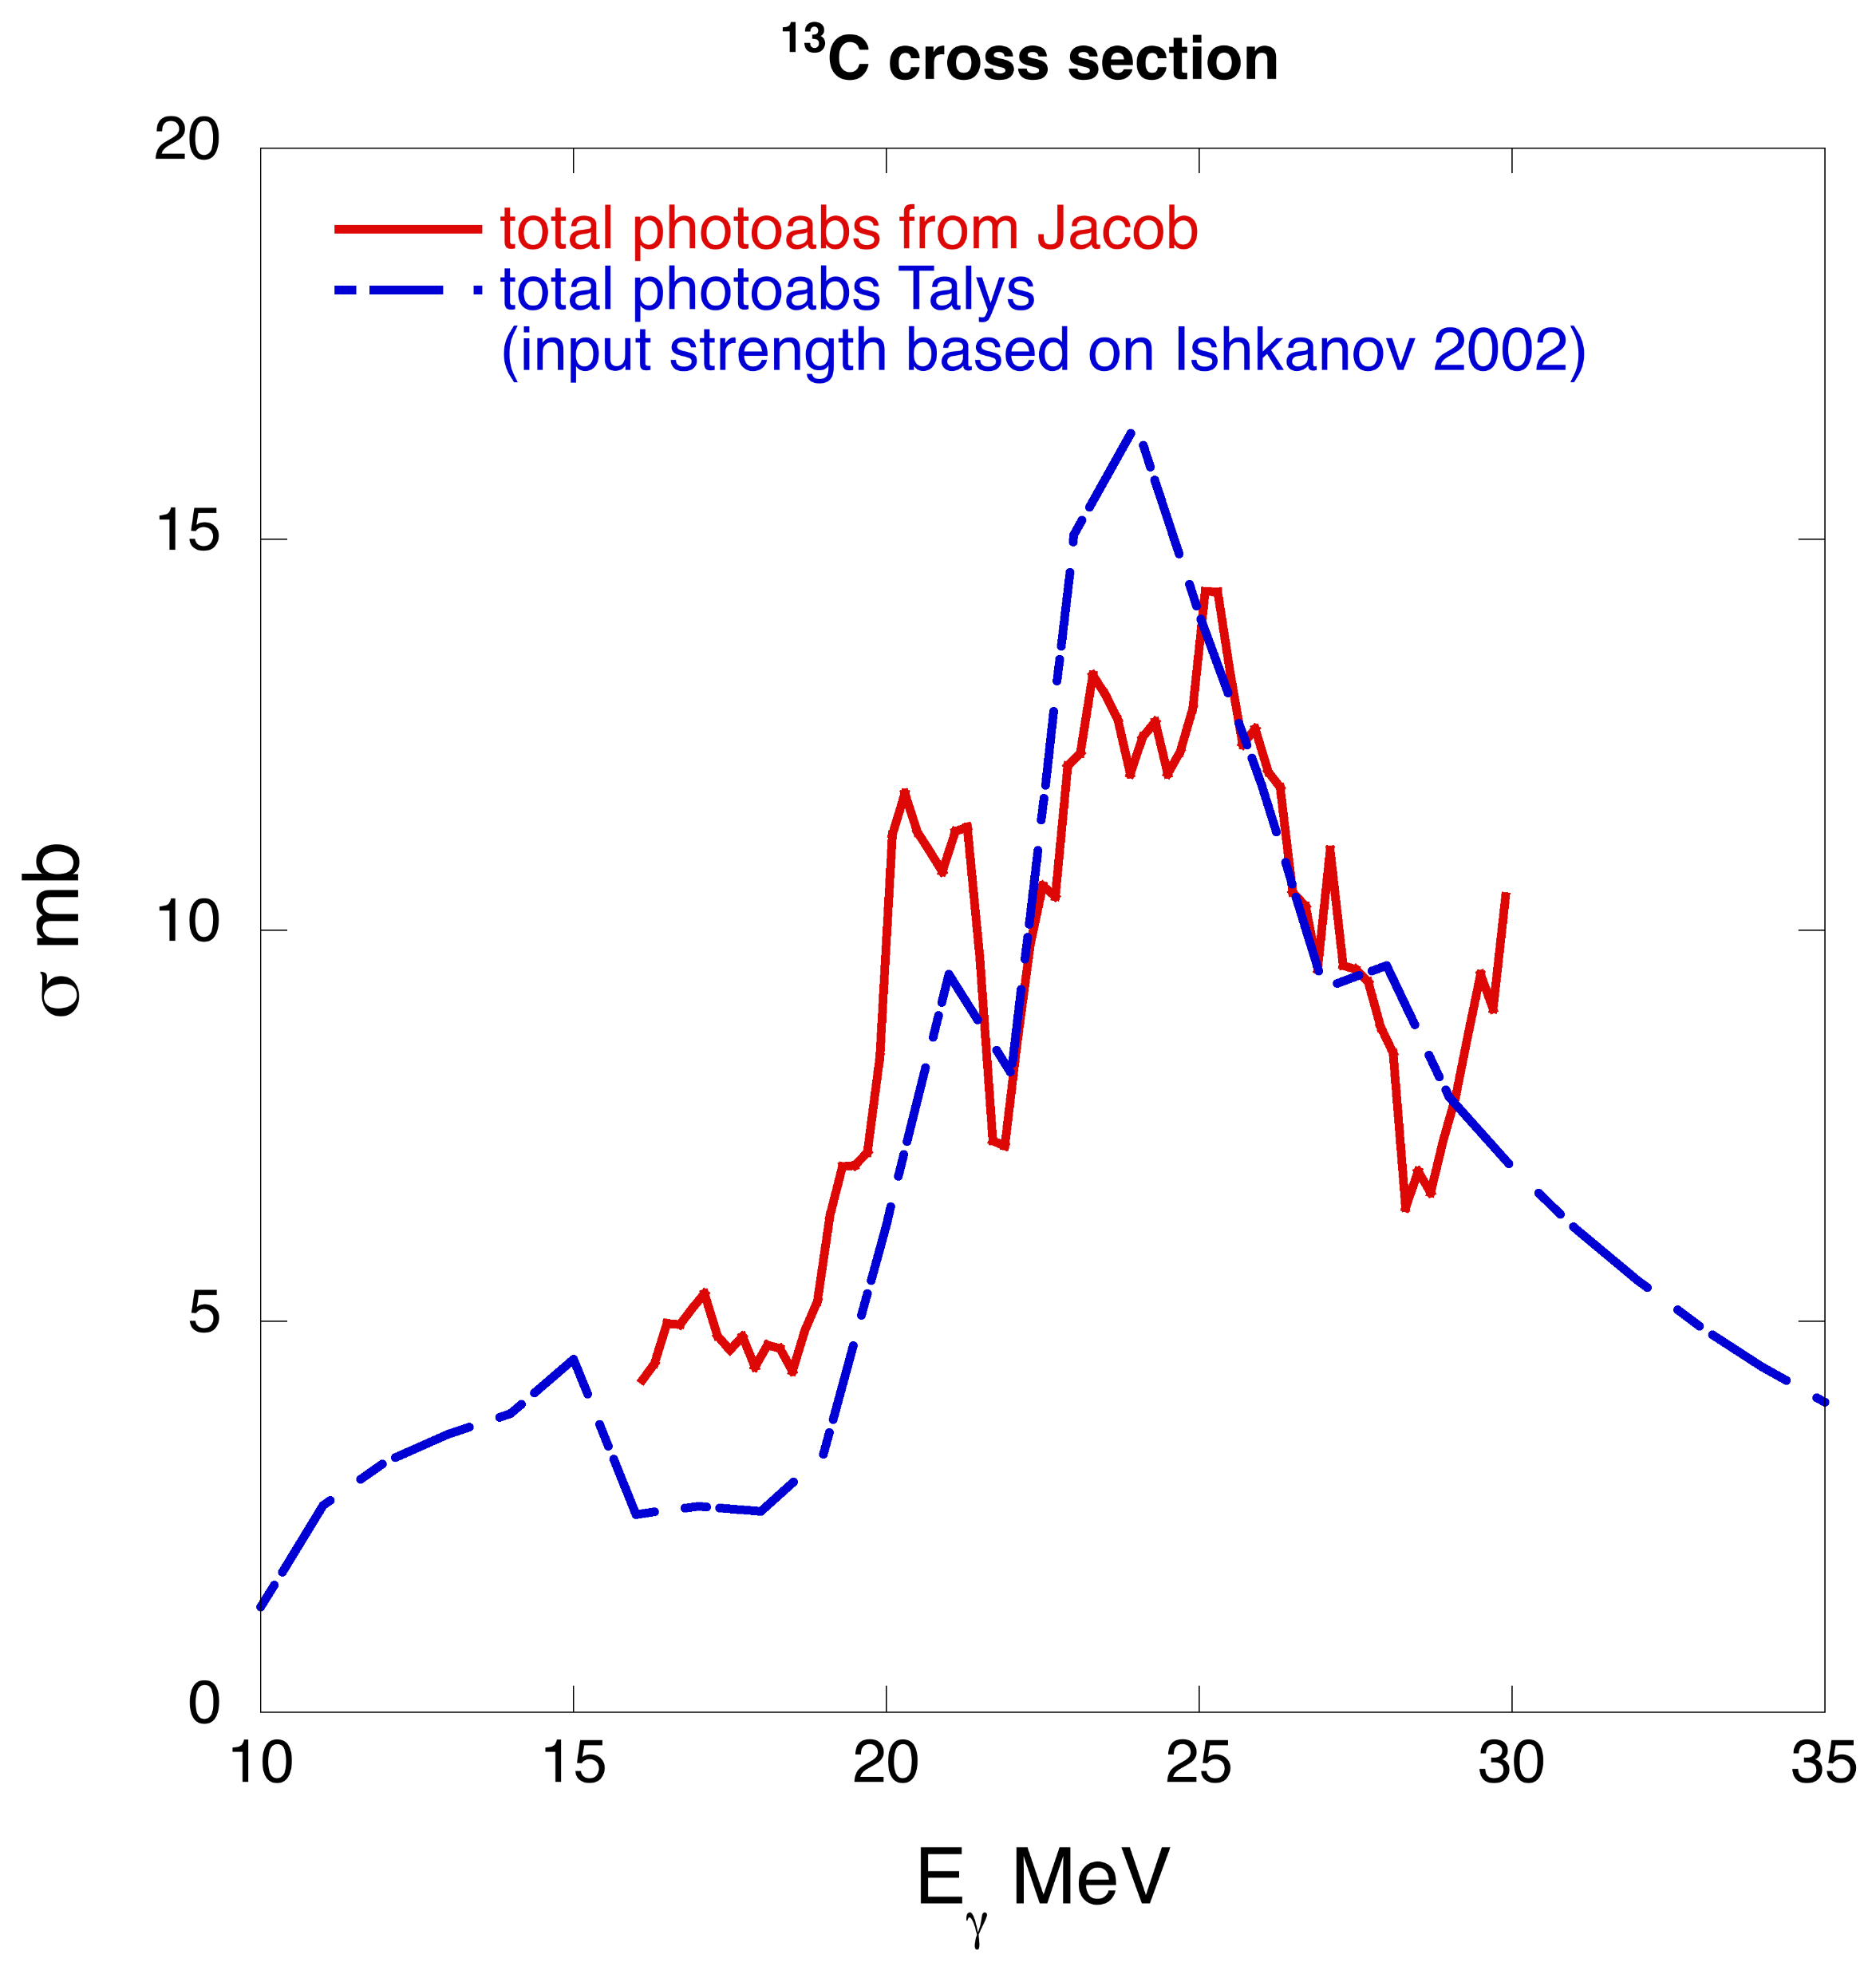 ¹³C cross section
20
total photoabs from Jacob
total photoabs Talys
(input strength based on Ishkanov 2002)
15
σ mb
10
5
0
10 15 20 25 30 35
Eᵧ MeV